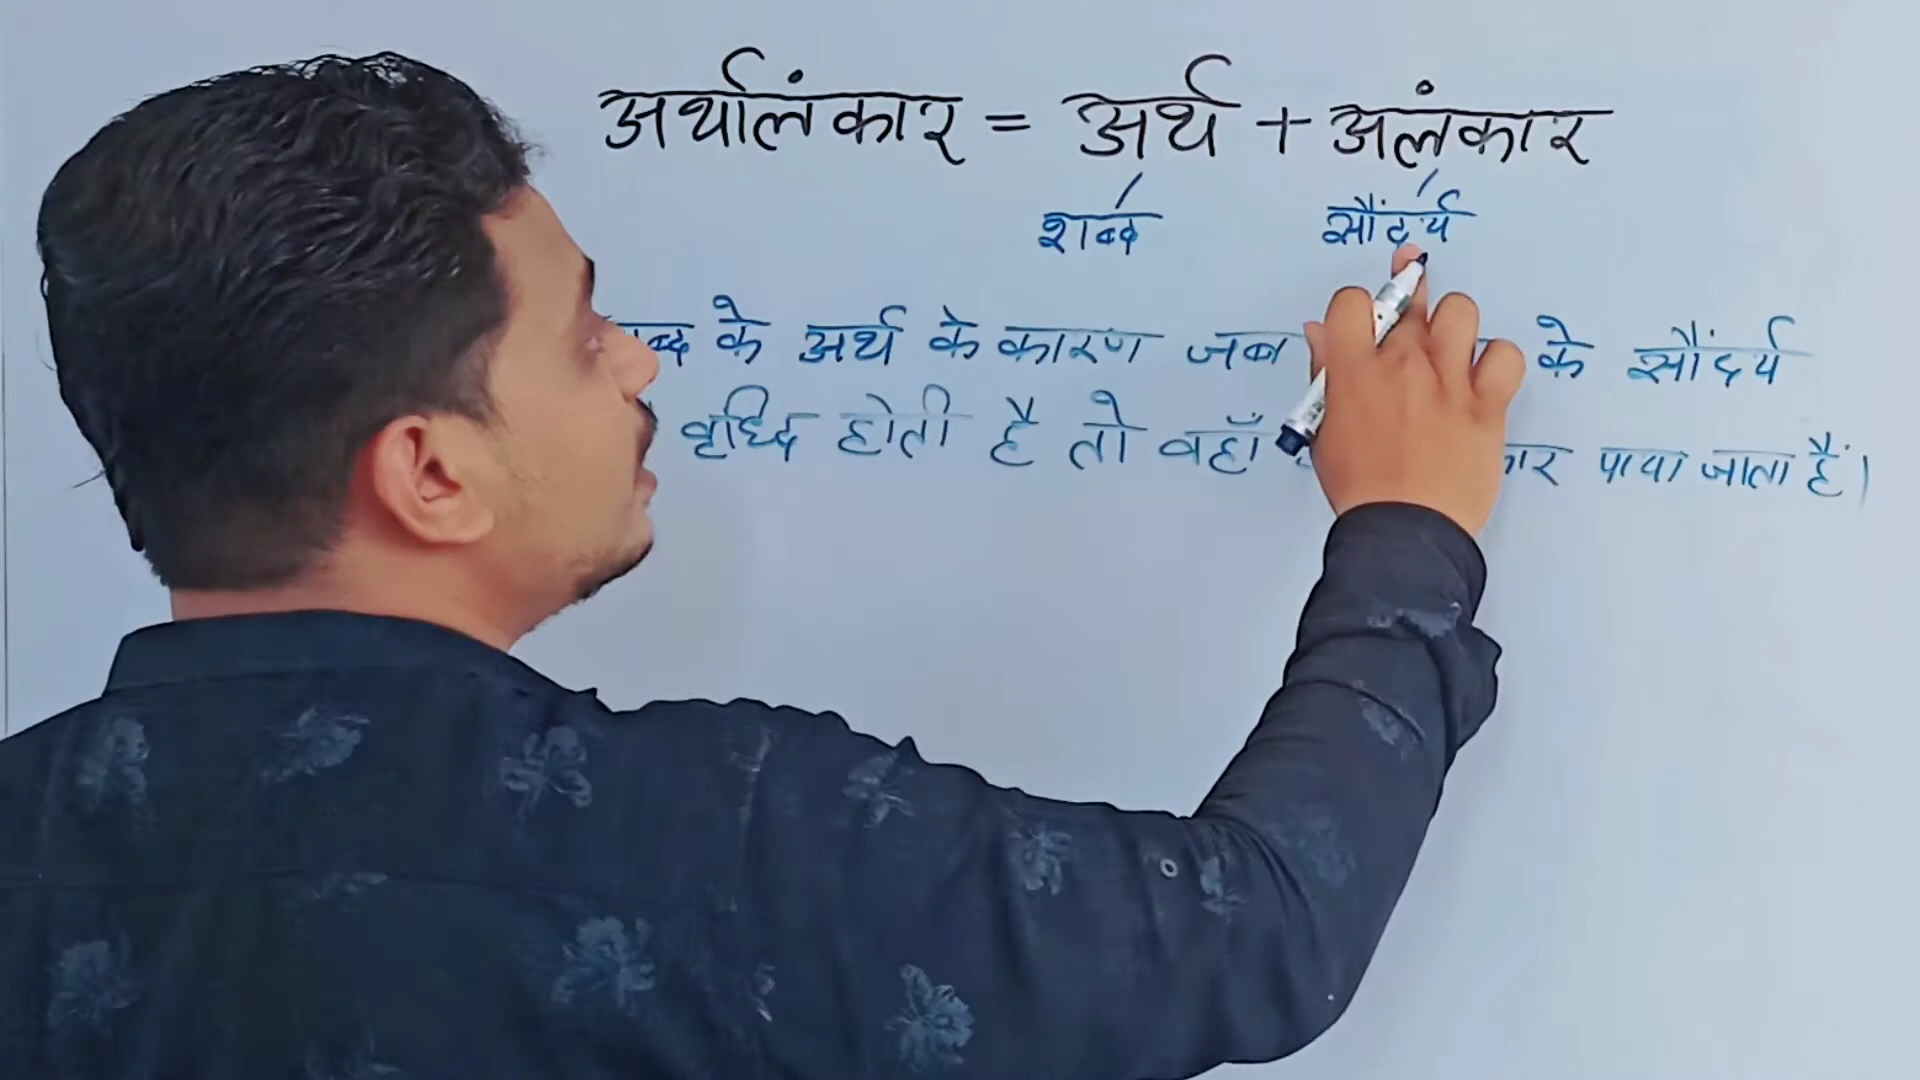 अर्थालंकार = अर्थ + अलंकार
शब्द सौंदर्य
के अर्थ के कारण जब के सौंदर्य
वृध्दि होती है तो वहाँ पाया जाता हैं।